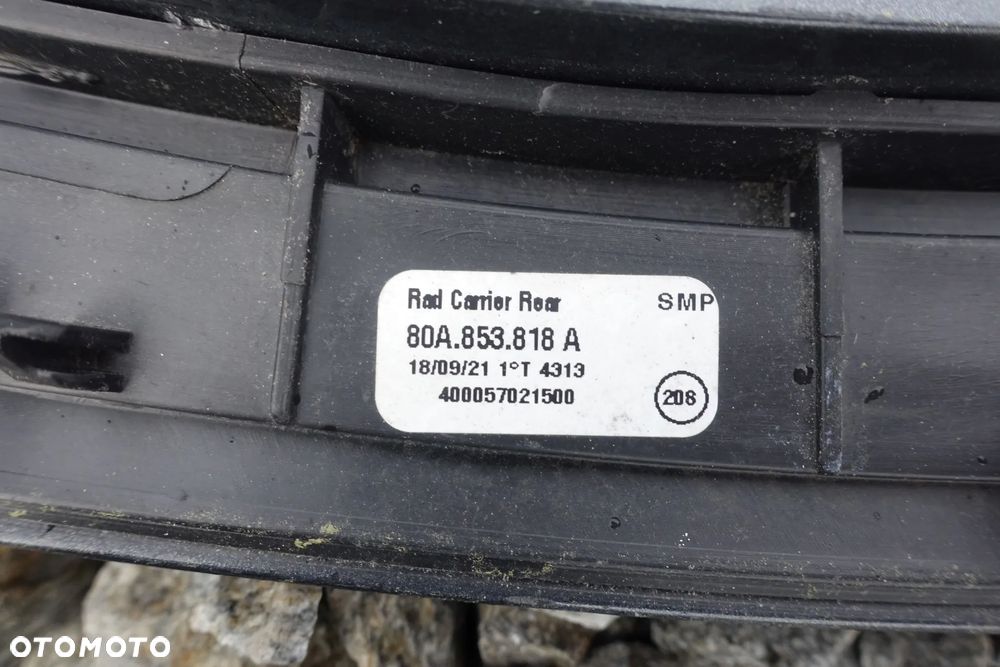 Rad Carrier Rear SMP
80A.853.818 A
18/09/21 1°T 4313
400057021500 208
OTOMOTO